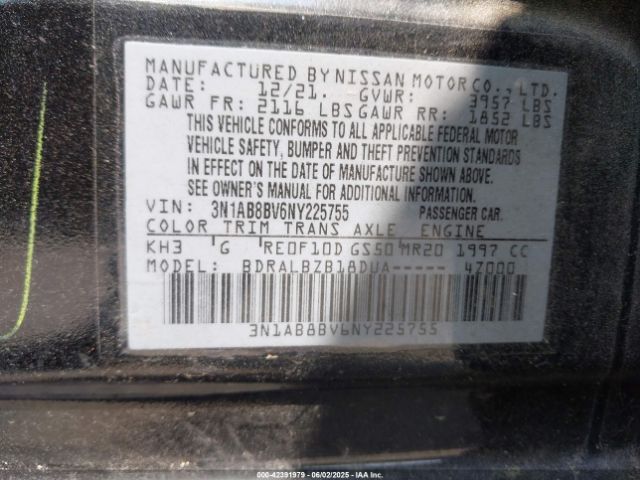 MANUFACTURED BY NISSAN MOTOR CO., LTD.
DATE: 12/21. GVWR: 3957 LBS
GAWR FR: 2116 LBS GAWR RR: 1852 LBS
THIS VEHICLE CONFORMS TO ALL APPLICABLE FEDERAL MOTOR
VEHICLE SAFETY, BUMPER AND THEFT PREVENTION STANDARDS
IN EFFECT ON THE DATE OF MANUFACTURE SHOWN ABOVE.
SEE OWNER'S MANUAL FOR ADDITIONAL INFORMATION.
VIN: 3N1AB8BV6NY225755 PASSENGER CAR.
COLOR TRIM TRANS AXLE ENGINE
KH3 G RE0F10D GS50 MR20 1997 CC
MODEL: BDRALBZB18DUA----- 47000
3N1AB8BV6NY225755
000-42391979 06/02/2025 IAAI.COM